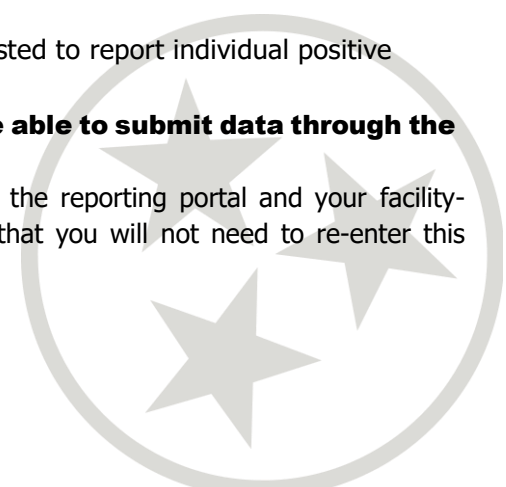 sted to report individual positive
able to submit data through the
the reporting portal and your facility-
that you will not need to re-enter this